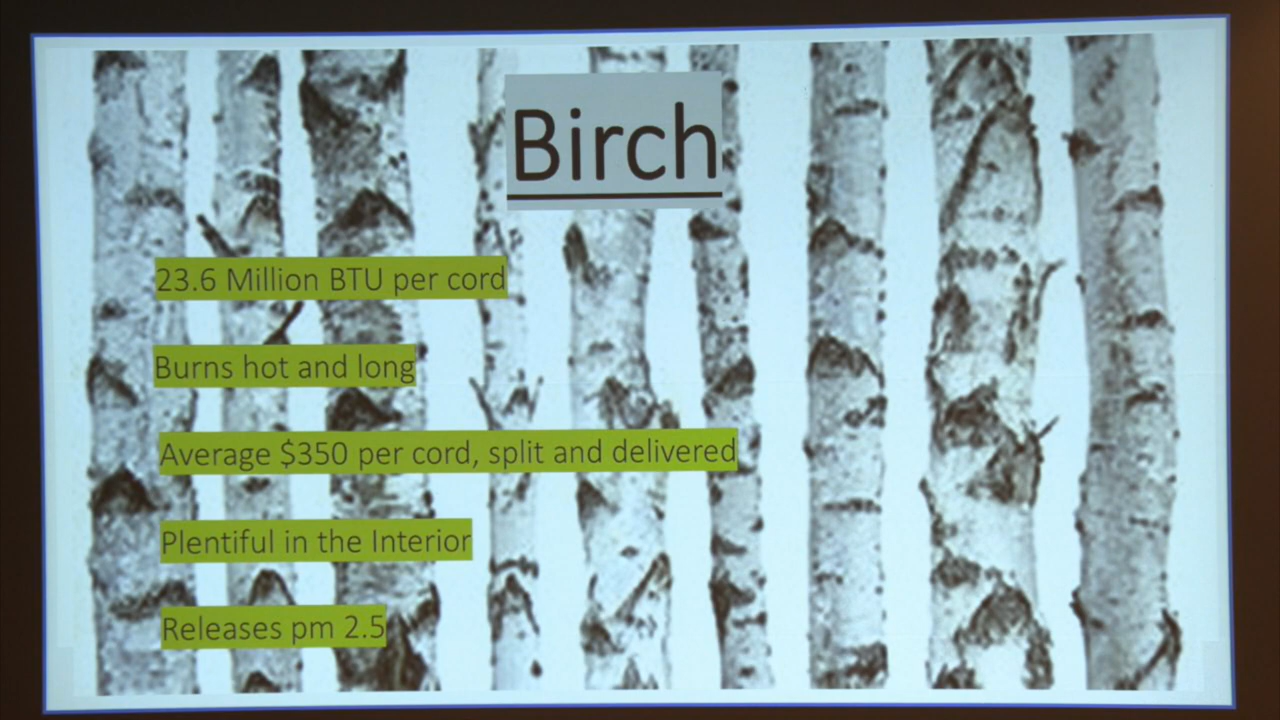 Birch
23.6 Million BTU per cord
Burns hot and long
Average $350 per cord, split and delivered
Plentiful in the Interior
Releases pm 2.5